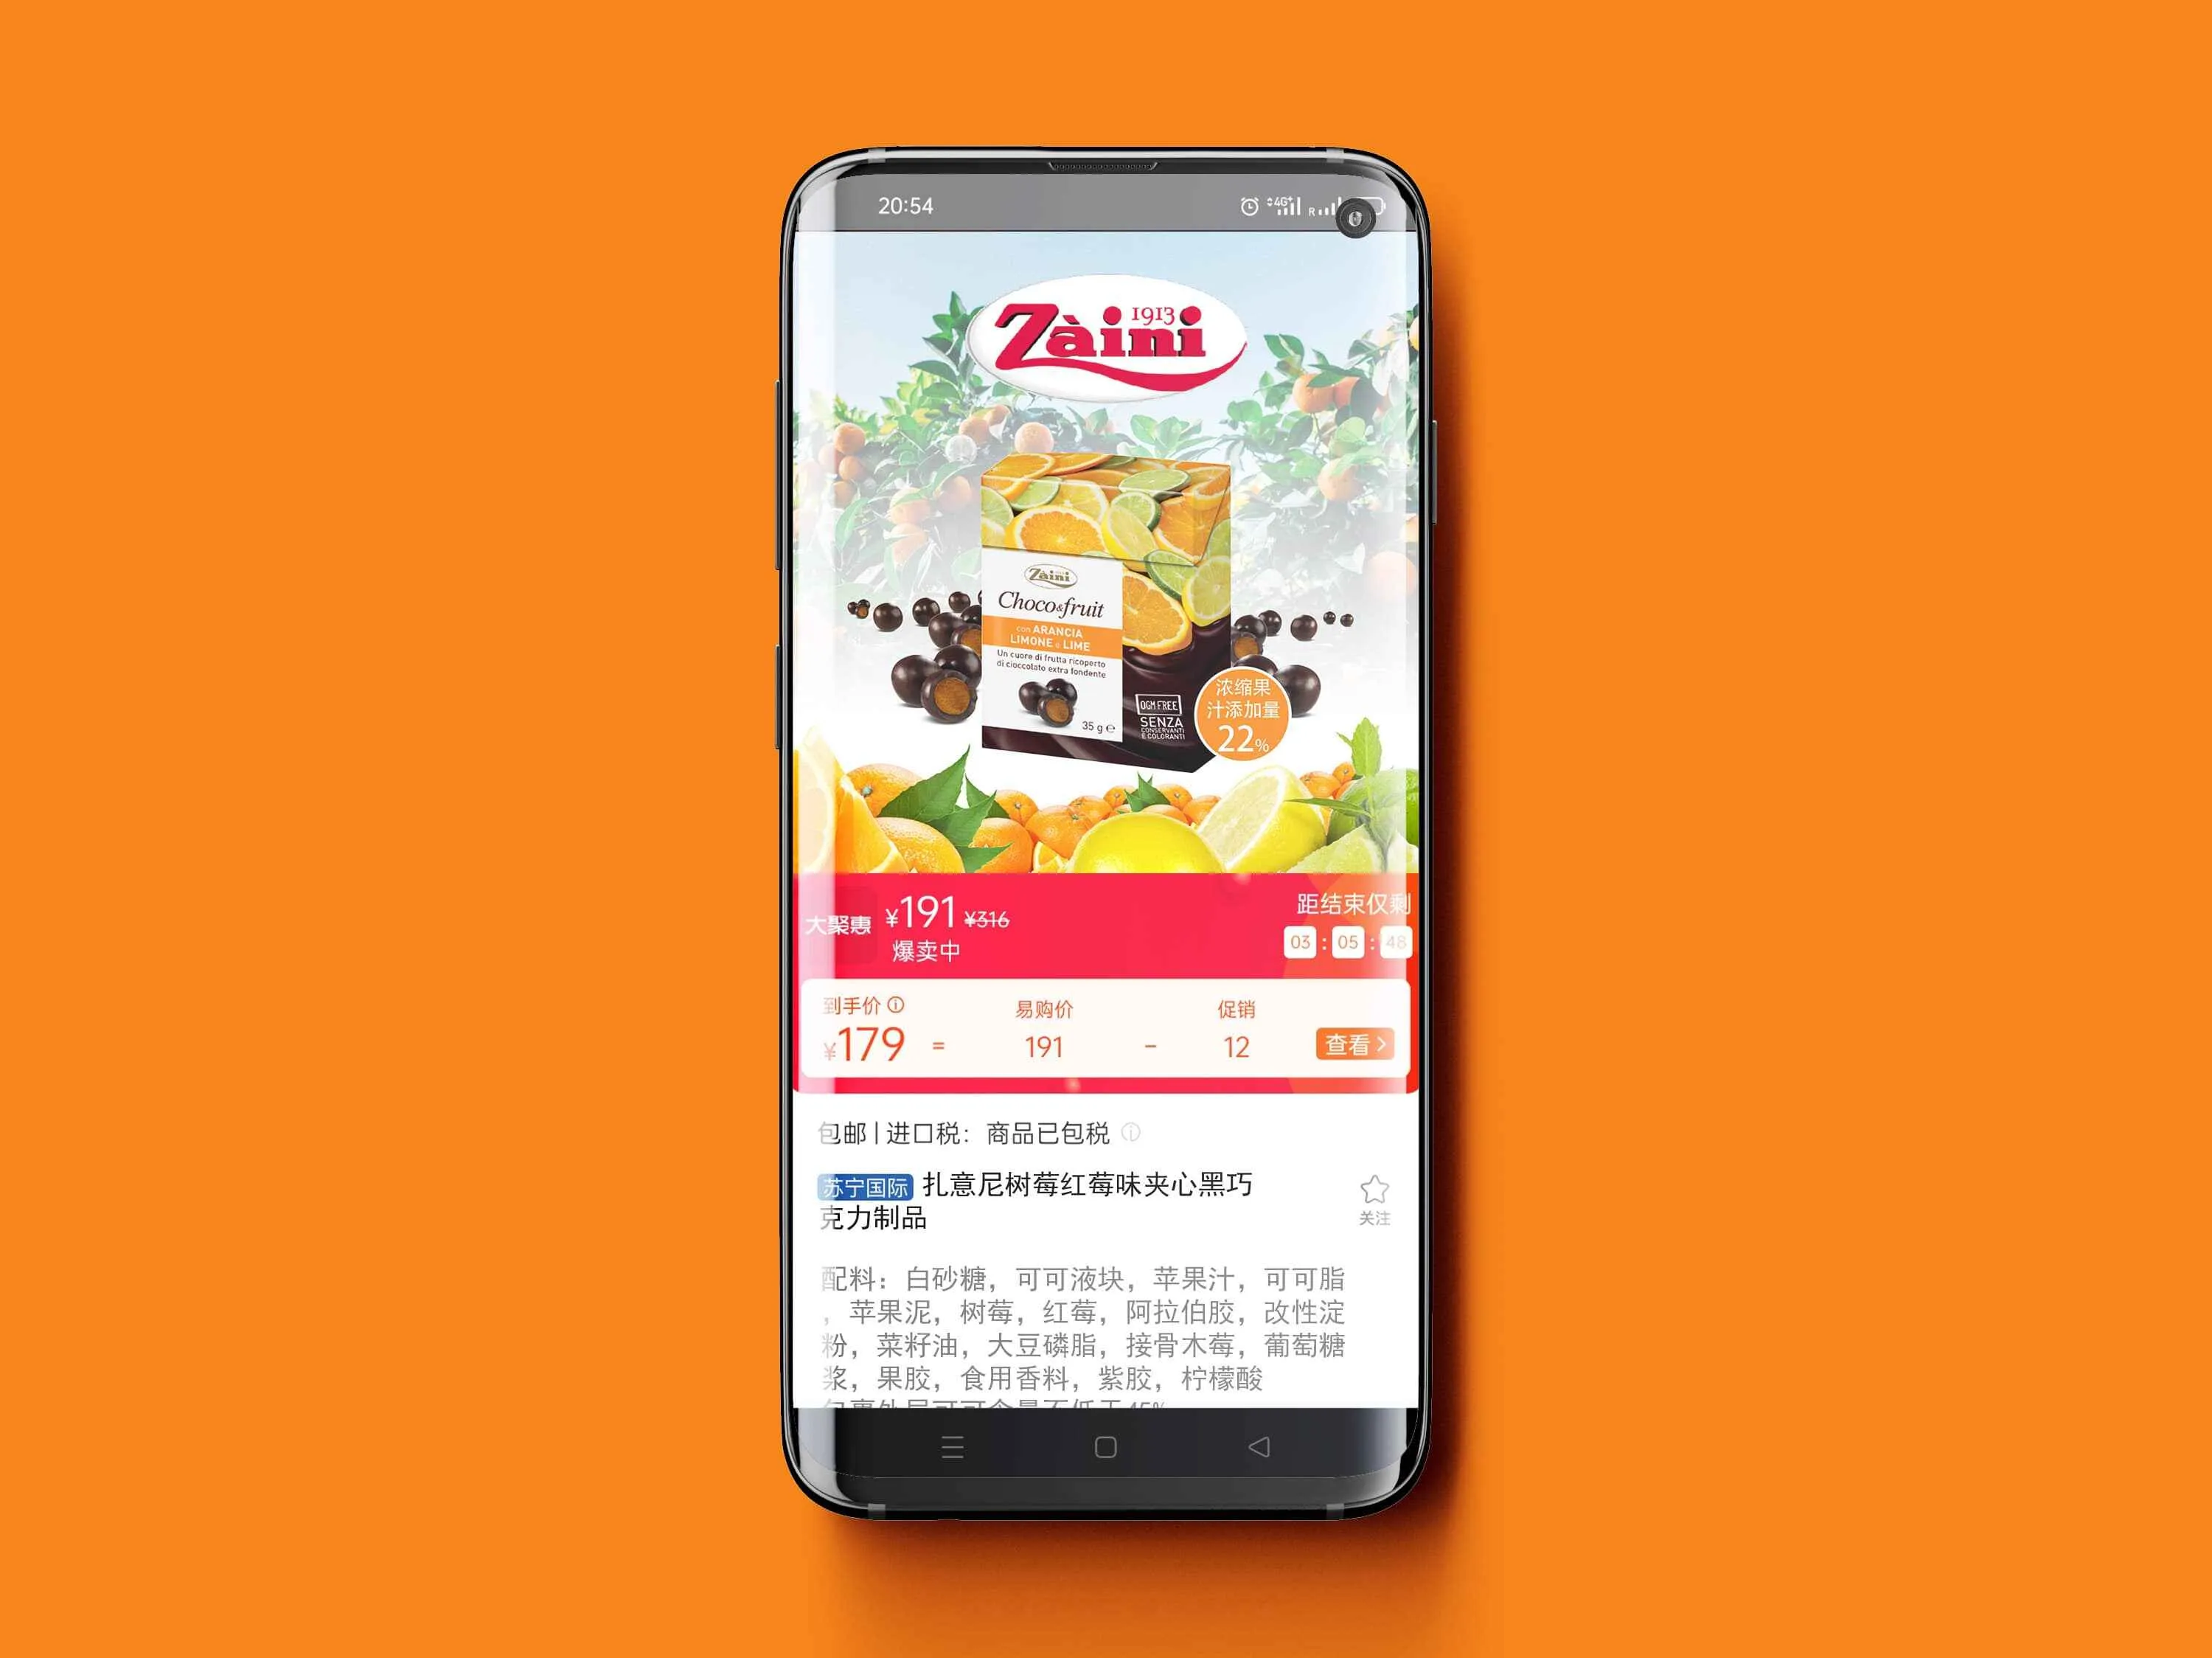 20:54
4G+
R
1913
Zàini
Zàini
Choco&fruit
con ARANCIA
LIMONE e LIME
Un cuore di frutta ricoperto
di cioccolato extra fondente
35 g e
OGM FREE
SENZA
CONSERVANTI
E COLORANTI
浓缩果
汁添加量
22%
大聚惠
¥191 ¥316
爆卖中
距结束仅剩
03 : 05 : 48
到手价
易购价
促销
¥179 = 191 - 12
查看 >
包邮 | 进口税：商品已包税
苏宁国际 扎意尼树莓红莓味夹心黑巧
克力制品
关注
配料：白砂糖，可可液块，苹果汁，可可脂
，苹果泥，树莓，红莓，阿拉伯胶，改性淀
粉，菜籽油，大豆磷脂，接骨木莓，葡萄糖
浆，果胶，食用香料，紫胶，柠檬酸